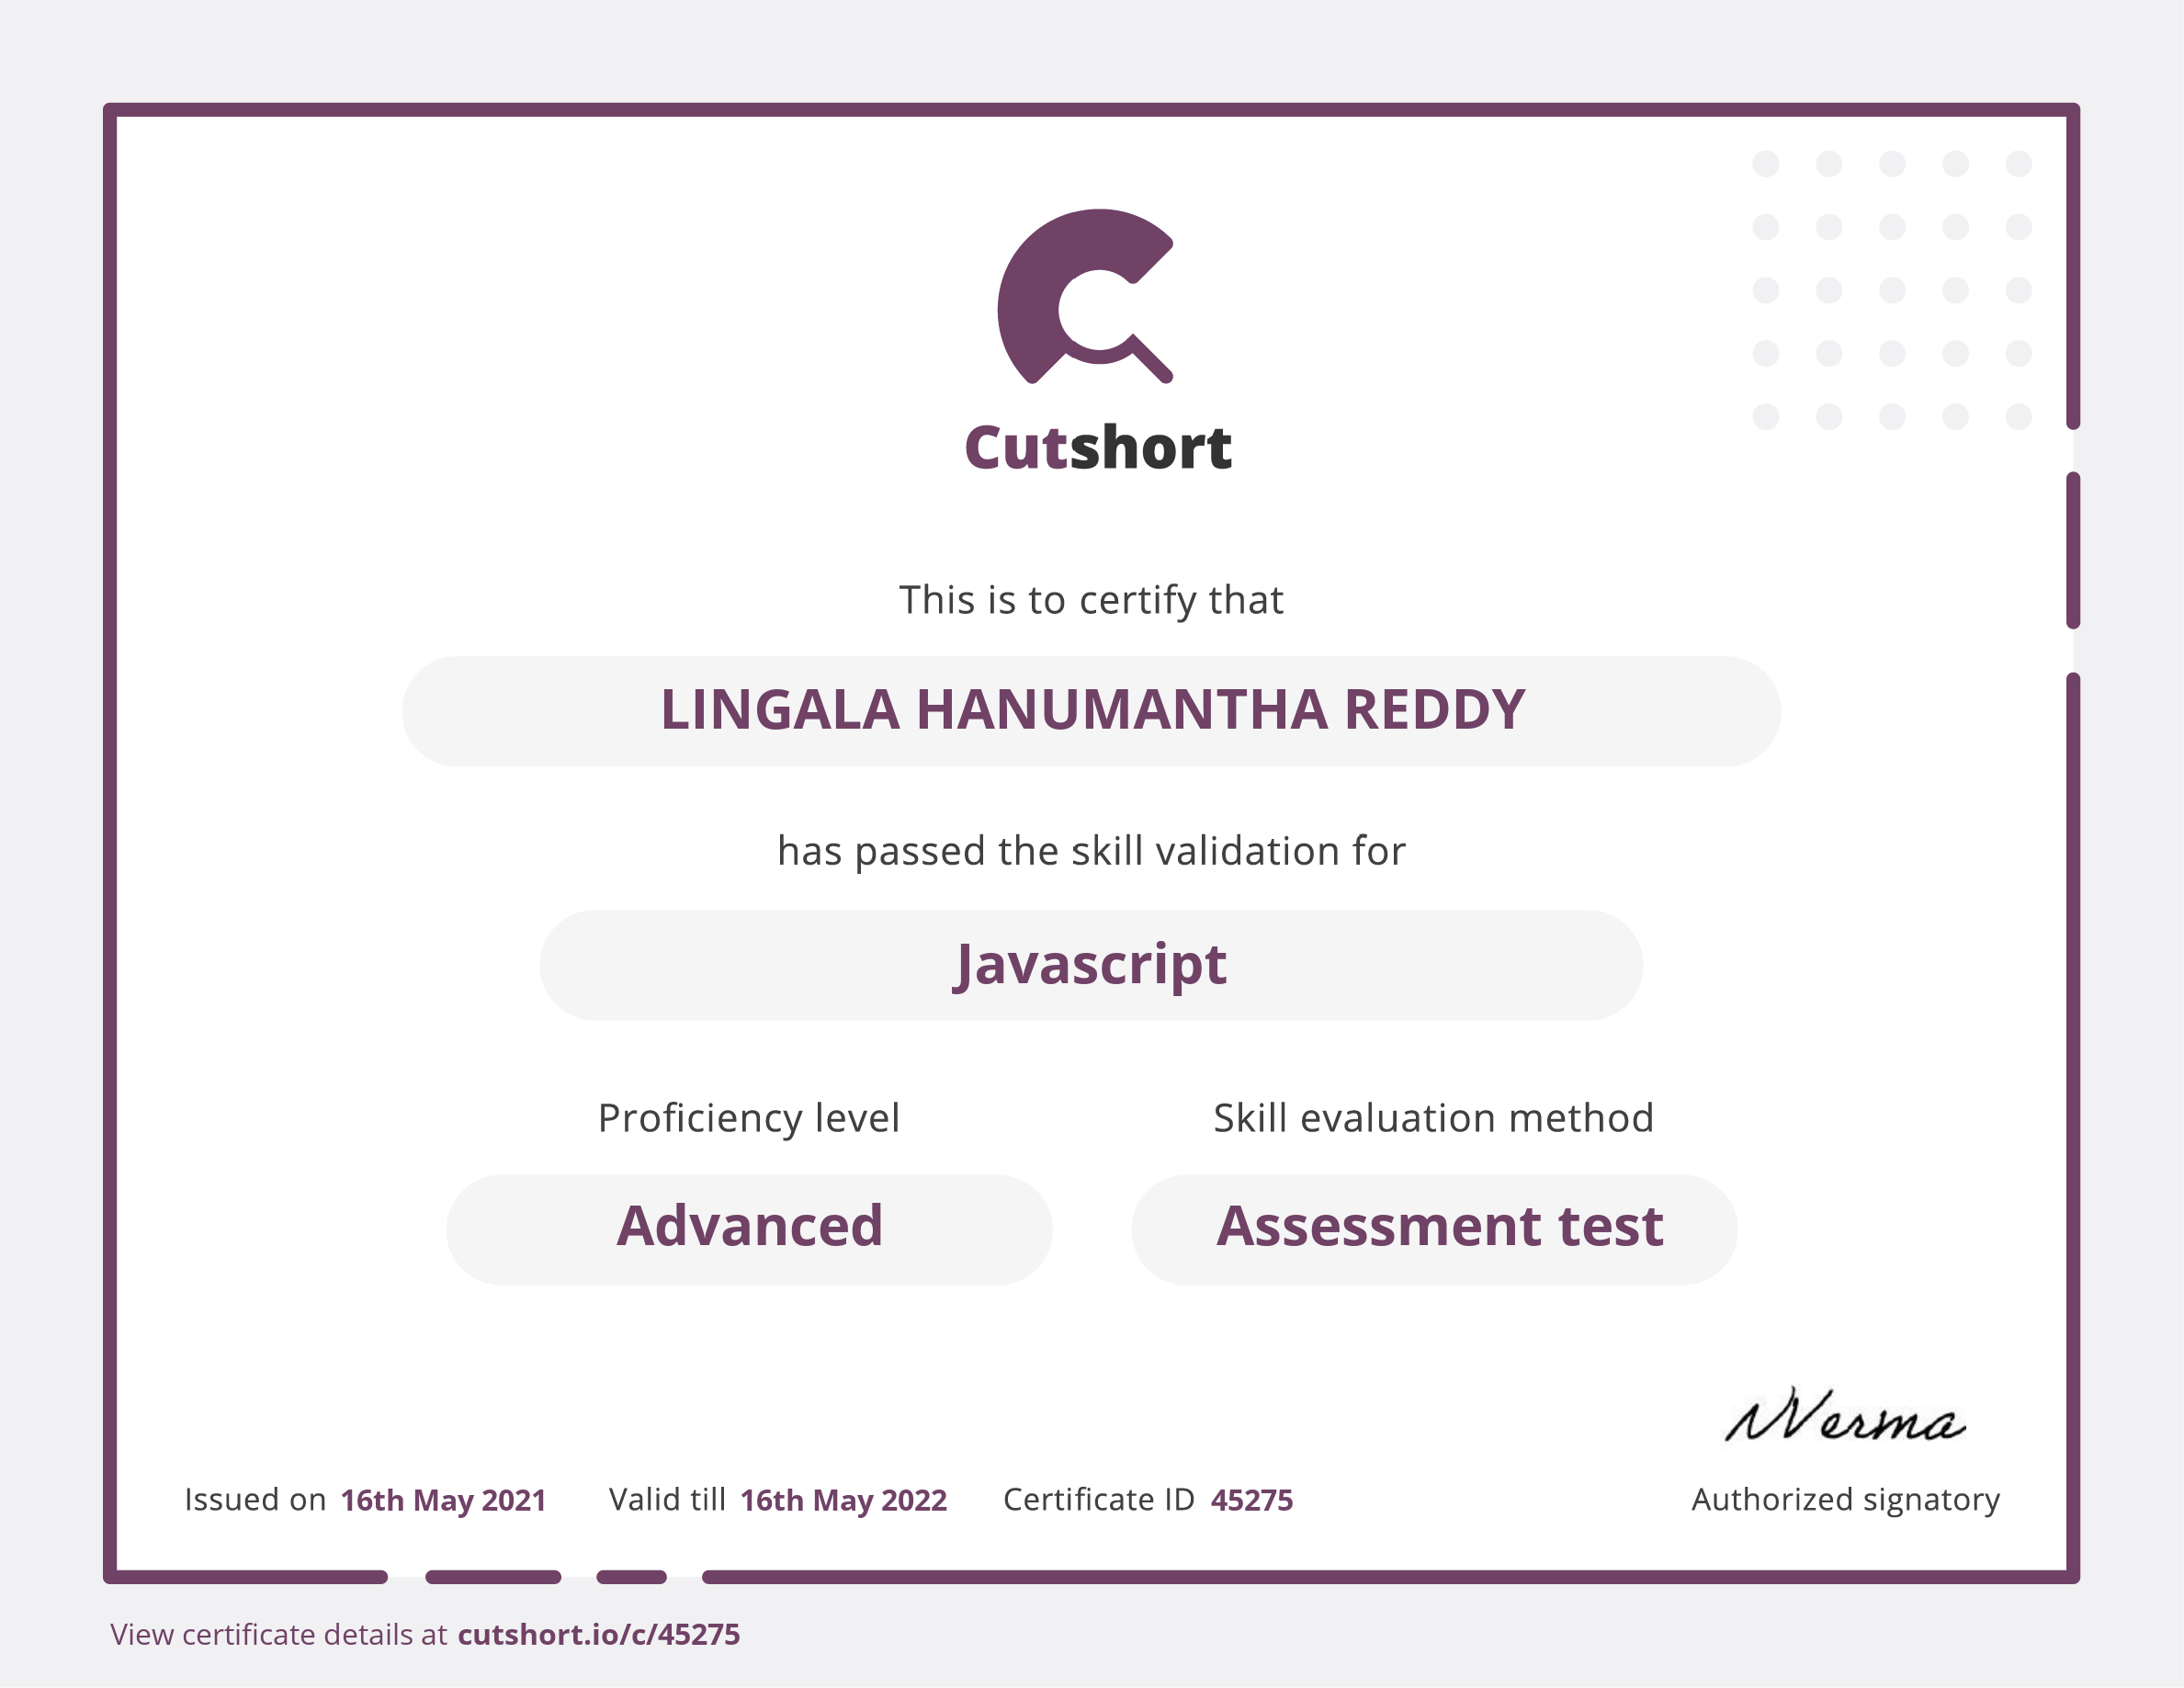 Cutshort
This is to certify that
LINGALA HANUMANTHA REDDY
has passed the skill validation for
Javascript
Proficiency level
Skill evaluation method
Advanced
Assessment test
Verma
Issued on 16th May 2021
Valid till 16th May 2022
Certificate ID 45275
Authorized signatory
View certificate details at cutshort.io/c/45275